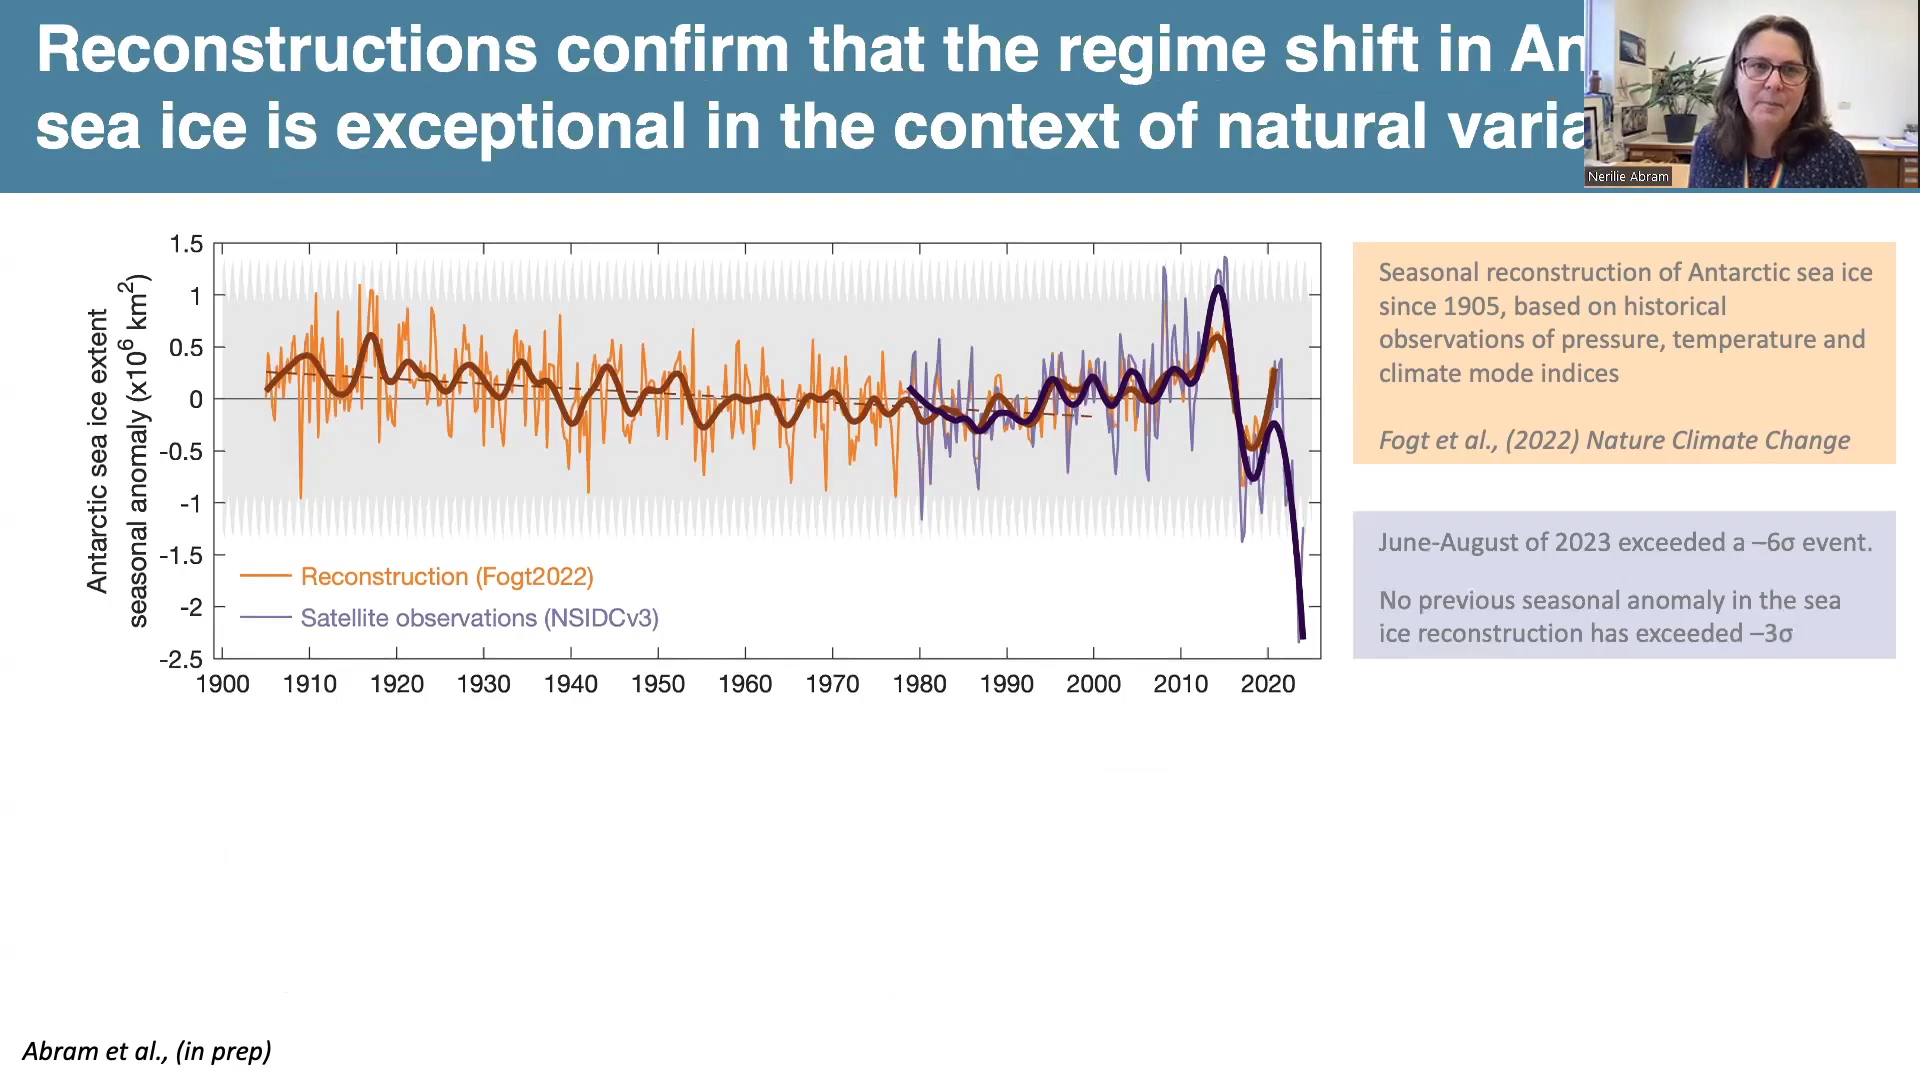 Reconstructions confirm that the regime shift in An
sea ice is exceptional in the context of natural varia
Nerilie Abram
Antarctic sea ice extent
seasonal anomaly (x10⁶ km²)
1.5
1
0.5
0
-0.5
-1
-1.5
-2
-2.5
Reconstruction (Fogt2022)
Satellite observations (NSIDCv3)
1900 1910 1920 1930 1940 1950 1960 1970 1980 1990 2000 2010 2020
Seasonal reconstruction of Antarctic sea ice
since 1905, based on historical
observations of pressure, temperature and
climate mode indices
Fogt et al., (2022) Nature Climate Change
June-August of 2023 exceeded a –6σ event.
No previous seasonal anomaly in the sea
ice reconstruction has exceeded –3σ
Abram et al., (in prep)